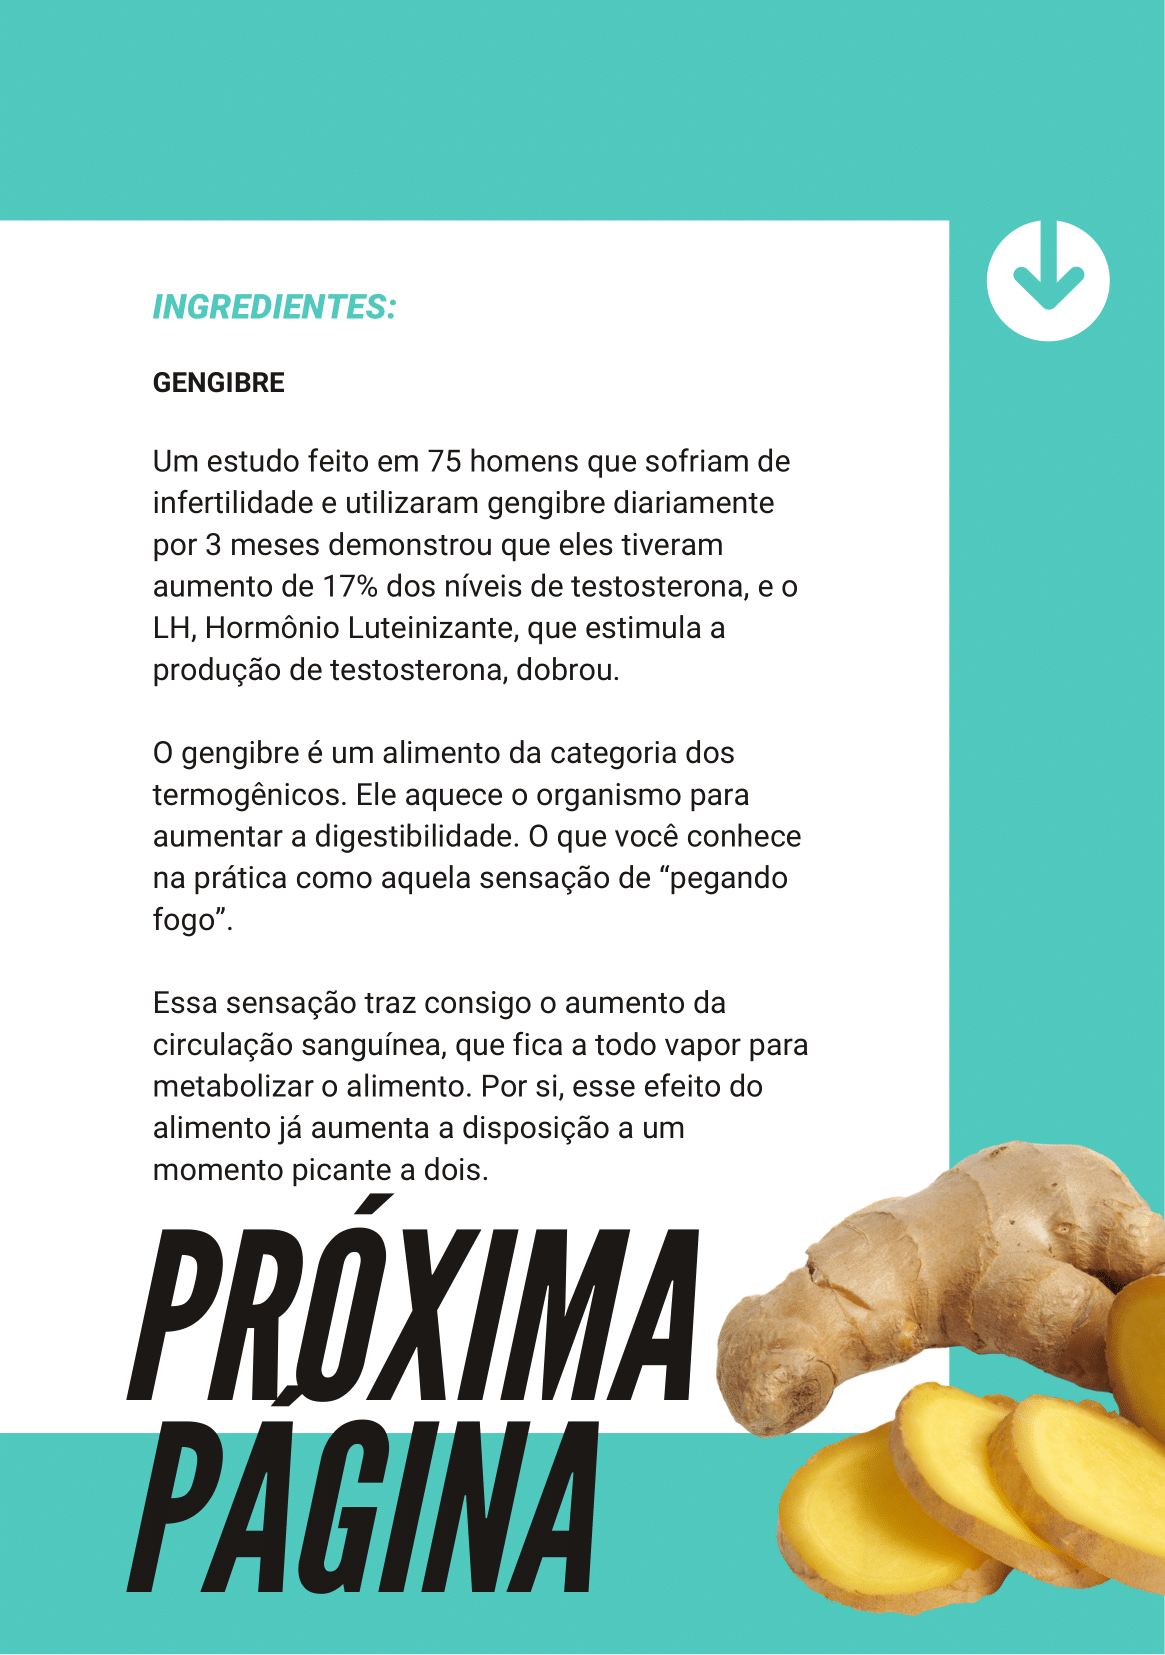 INGREDIENTES:
GENGIBRE
Um estudo feito em 75 homens que sofriam de
infertilidade e utilizaram gengibre diariamente
por 3 meses demonstrou que eles tiveram
aumento de 17% dos níveis de testosterona, e o
LH, Hormônio Luteinizante, que estimula a
produção de testosterona, dobrou.
O gengibre é um alimento da categoria dos
termogênicos. Ele aquece o organismo para
aumentar a digestibilidade. O que você conhece
na prática como aquela sensação de “pegando
fogo”.
Essa sensação traz consigo o aumento da
circulação sanguínea, que fica a todo vapor para
metabolizar o alimento. Por si, esse efeito do
alimento já aumenta a disposição a um
momento picante a dois.
PRÓXIMA
PÁGINA